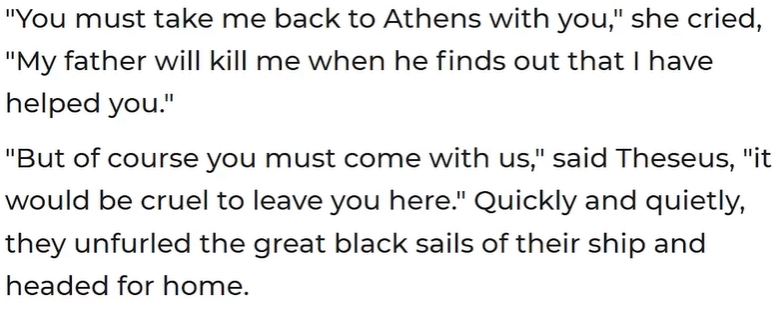 "You must take me back to Athens with you," she cried,
"My father will kill me when he finds out that I have
helped you."
"But of course you must come with us," said Theseus, "it
would be cruel to leave you here." Quickly and quietly,
they unfurled the great black sails of their ship and
headed for home.